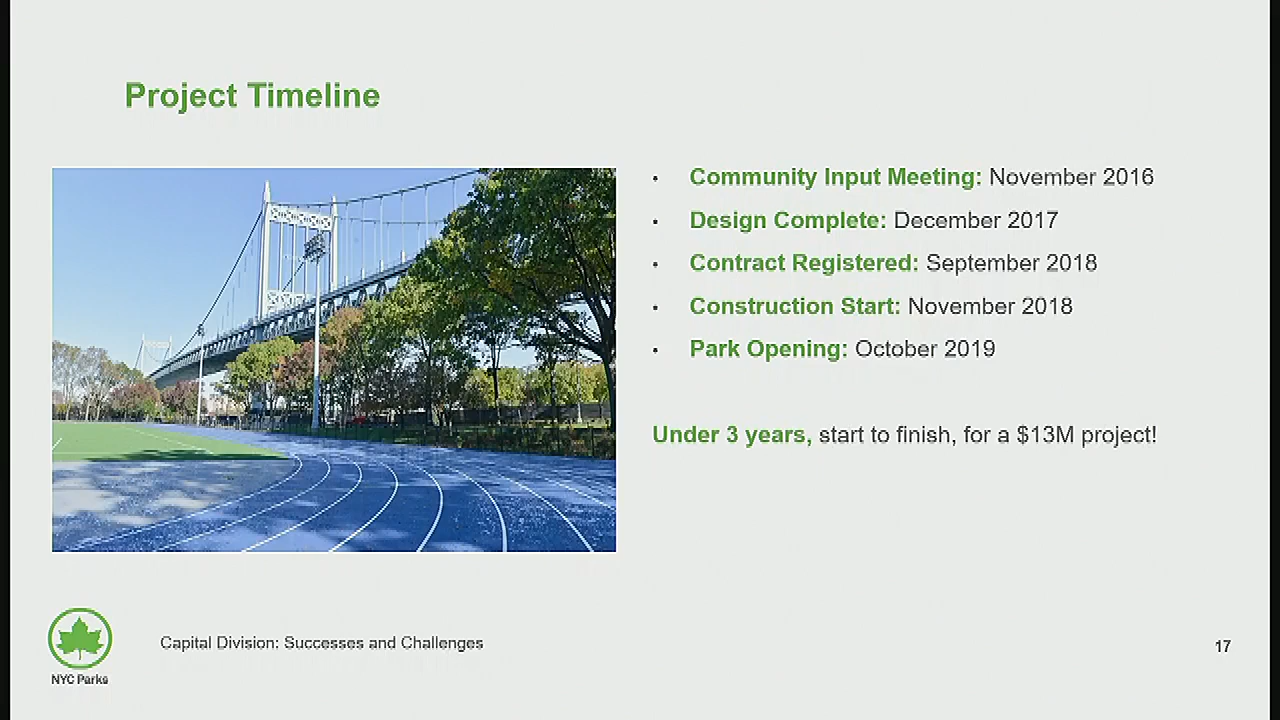 Project Timeline
• Community Input Meeting: November 2016
• Design Complete: December 2017
• Contract Registered: September 2018
• Construction Start: November 2018
• Park Opening: October 2019
Under 3 years, start to finish, for a $13M project!
NYC Parks
Capital Division: Successes and Challenges
17